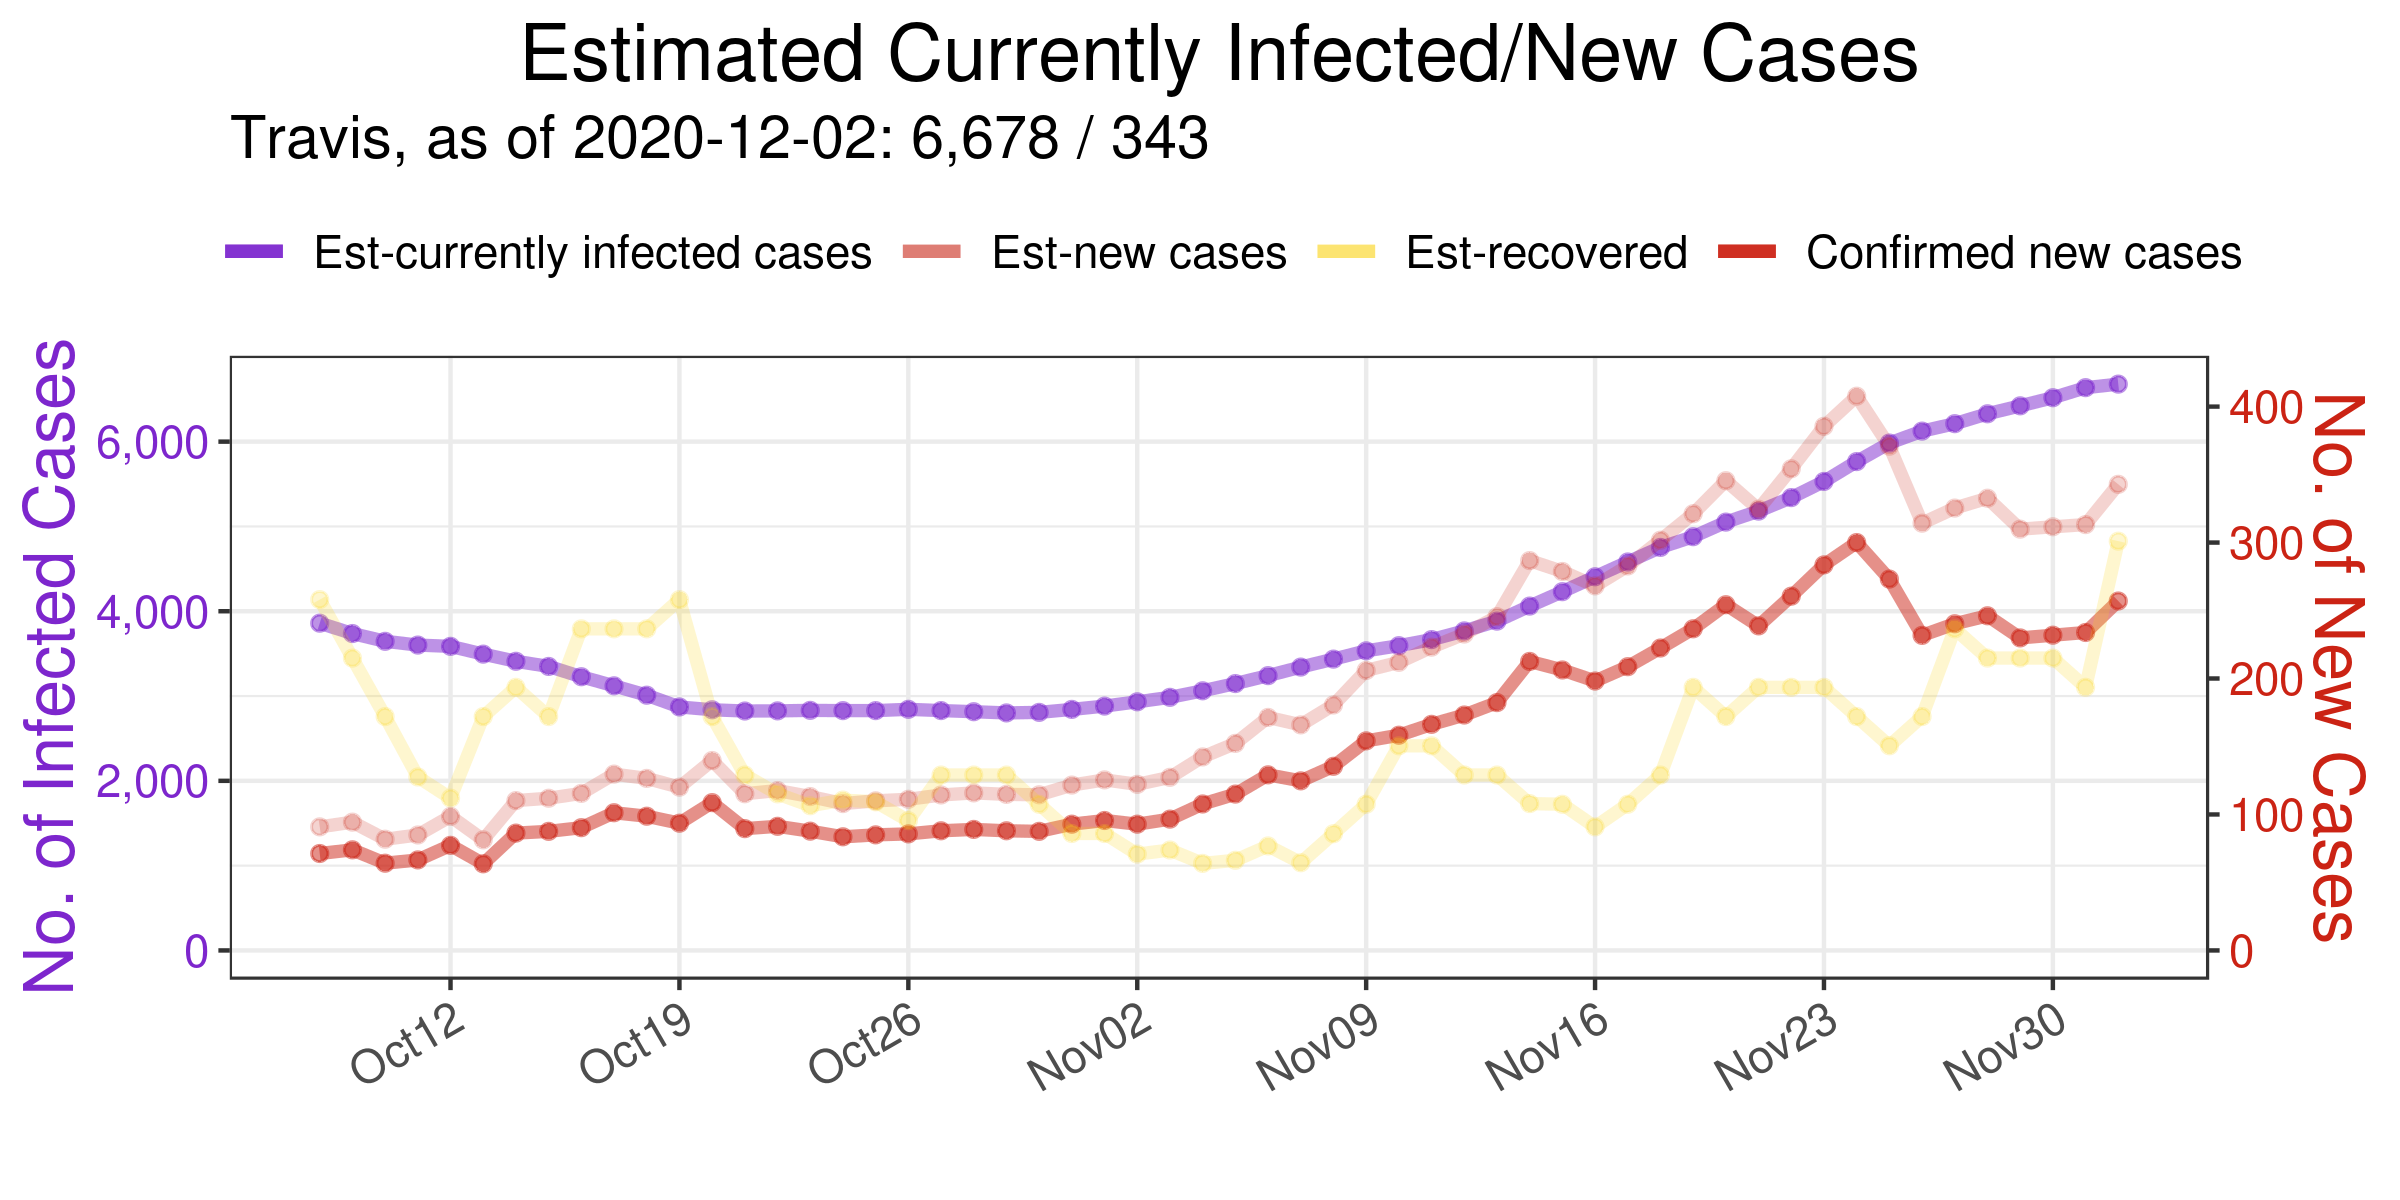 Estimated Currently Infected/New Cases
Travis, as of 2020-12-02: 6,678 / 343
Est-currently infected cases Est-new cases Est-recovered Confirmed new cases
No. of Infected Cases
6,000
4,000
2,000
0
400
300
200
100
0
No. of New Cases
Oct12 Oct19 Oct26 Nov02 Nov09 Nov16 Nov23 Nov30